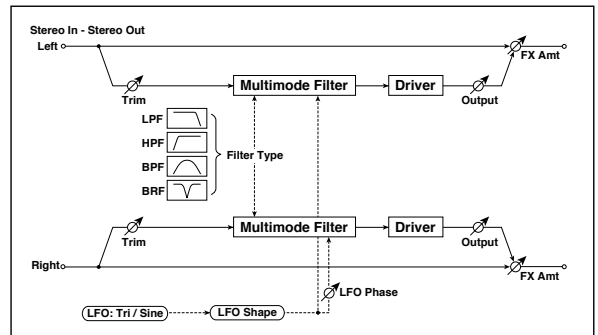 Stereo In - Stereo Out
Left
FX Amt
Trim
Multimode Filter
Driver
Output
LPF
HPF
BPF
BRF
Filter Type
Trim
Multimode Filter
Driver
Output
Right
FX Amt
LFO Phase
LFO: Tri / Sine
LFO Shape